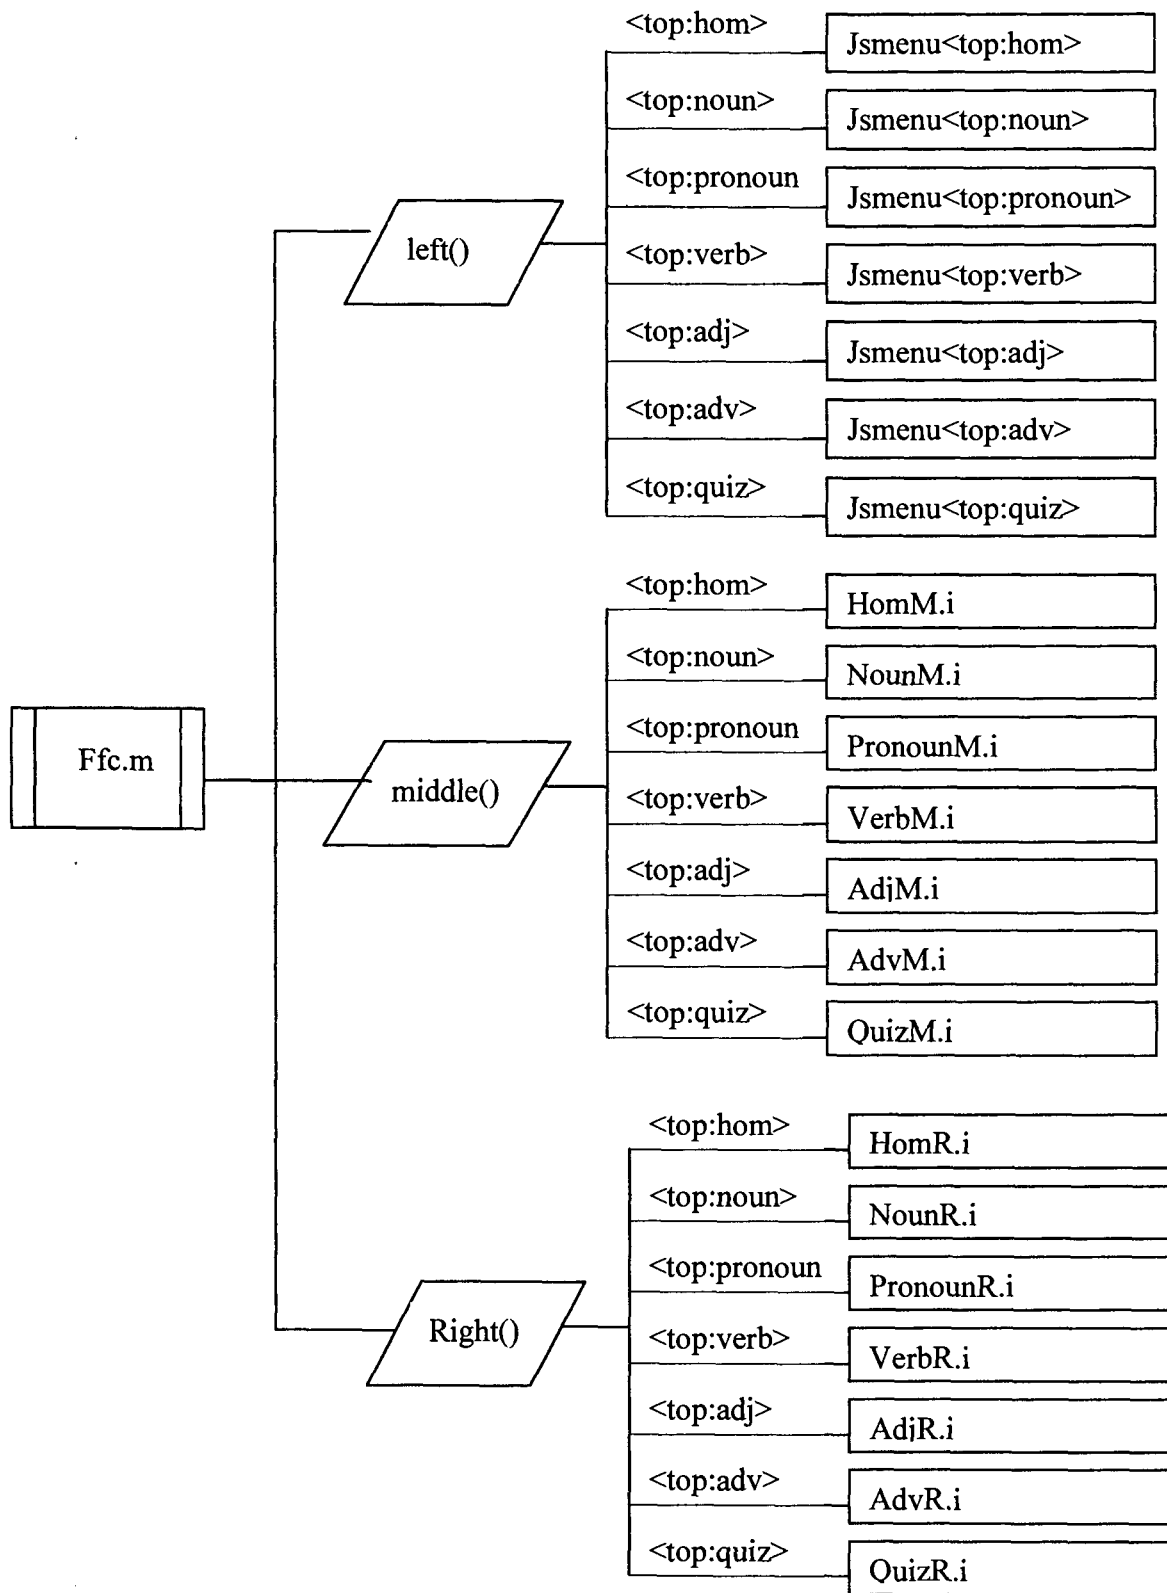 <top:hom>
Jsmenu<top:hom>
<top:noun>
Jsmenu<top:noun>
<top:pronoun
Jsmenu<top:pronoun>
left()
<top:verb>
Jsmenu<top:verb>
<top:adj>
Jsmenu<top:adj>
<top:adv>
Jsmenu<top:adv>
<top:quiz>
Jsmenu<top:quiz>
<top:hom>
HomM.i
<top:noun>
NounM.i
<top:pronoun
PronounM.i
Ffc.m
middle()
<top:verb>
VerbM.i
<top:adj>
AdjM.i
<top:adv>
AdvM.i
<top:quiz>
QuizM.i
<top:hom>
HomR.i
<top:noun>
NounR.i
<top:pronoun
PronounR.i
Right()
<top:verb>
VerbR.i
<top:adj>
AdjR.i
<top:adv>
AdvR.i
<top:quiz>
QuizR.i